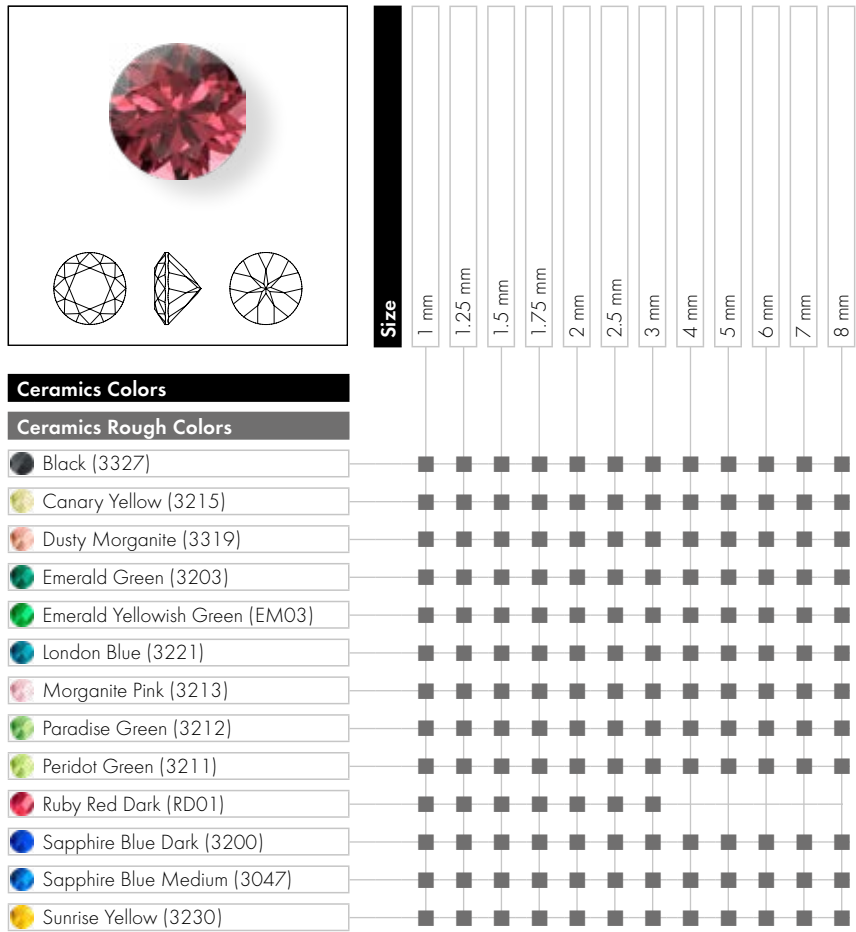 Size
1 mm
1.25 mm
1.5 mm
1.75 mm
2 mm
2.5 mm
3 mm
4 mm
5 mm
6 mm
7 mm
8 mm
Ceramics Colors
Ceramics Rough Colors
Black (3327)
Canary Yellow (3215)
Dusty Morganite (3319)
Emerald Green (3203)
Emerald Yellowish Green (EM03)
London Blue (3221)
Morganite Pink (3213)
Paradise Green (3212)
Peridot Green (3211)
Ruby Red Dark (RD01)
Sapphire Blue Dark (3200)
Sapphire Blue Medium (3047)
Sunrise Yellow (3230)